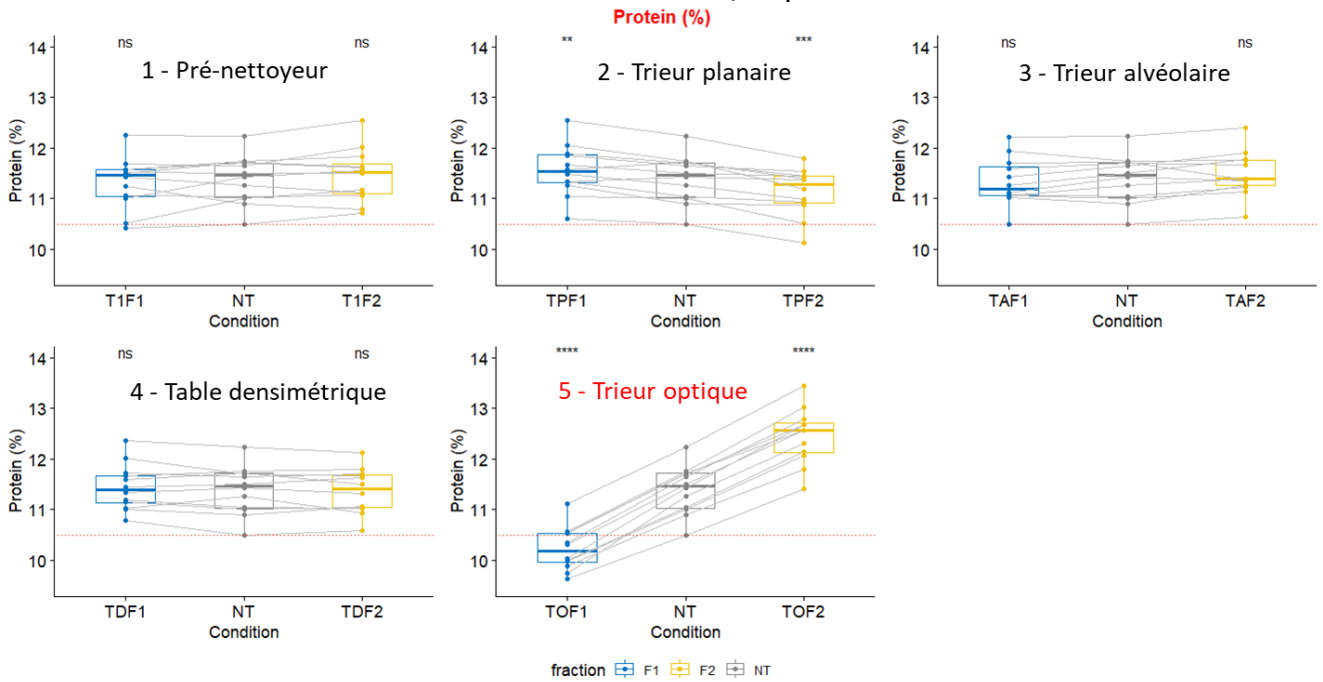 Protein (%)
ns
ns
1 - Pré-nettoyeur
14
13
12
11
10
Protein (%)
T1F1
NT
T1F2
Condition
**
***
2 - Trieur planaire
14
13
12
11
10
Protein (%)
TPF1
NT
TPF2
Condition
ns
ns
3 - Trieur alvéolaire
14
13
12
11
10
Protein (%)
TAF1
NT
TAF2
Condition
ns
ns
4 - Table densimétrique
14
13
12
11
10
Protein (%)
TDF1
NT
TDF2
Condition
****
****
5 - Trieur optique
14
13
12
11
10
Protein (%)
TOF1
NT
TOF2
Condition
fraction F1 F2 NT